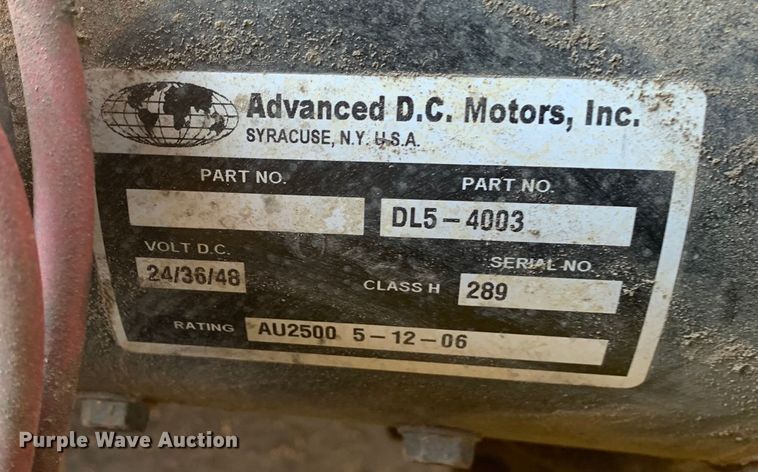 Advanced D.C. Motors, Inc.
SYRACUSE, N.Y. U.S.A.
PART NO. PART NO.
DL5-4003
VOLT D.C. SERIAL NO.
24/36/48 CLASS H 289
RATING AU2500 5-12-06
Purple Wave Auction